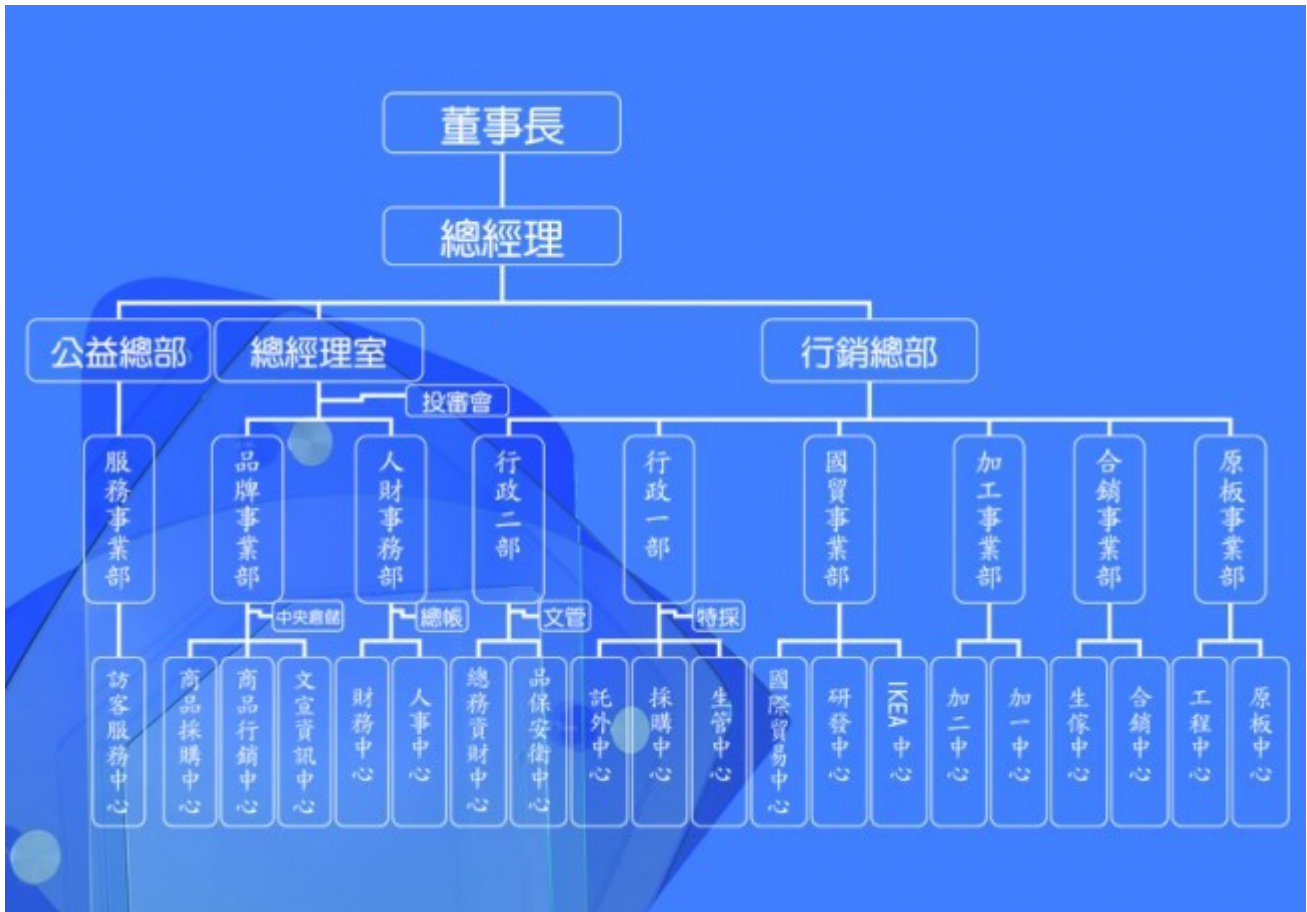 董事長
總經理
公益總部
總經理室
行銷總部
投審會
服務事業部
品牌事業部
人財事務部
行政二部
行政一部
國貿事業部
加工事業部
合銷事業部
原板事業部
中央倉儲
總帳
文管
特採
訪客服務中心
商品採購中心
商品行銷中心
文宣資訊中心
財務中心
人事中心
總務資財中心
品保安衛中心
託外中心
採購中心
生管中心
國際貿易中心
研發中心
IKEA 中心
加二中心
加一中心
生傢中心
合銷中心
工程中心
原板中心